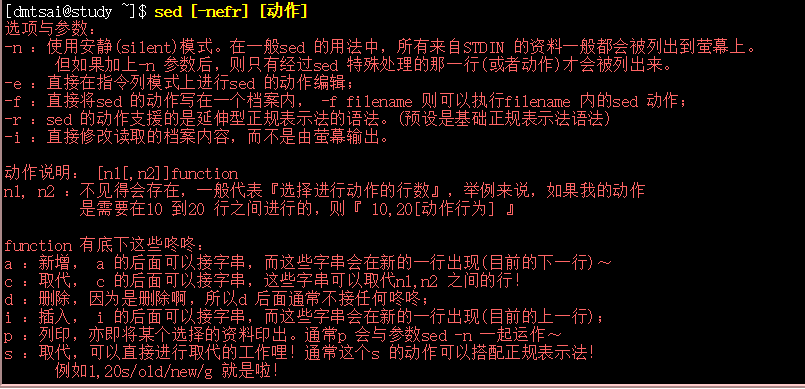 [dmtsai@study ~]$ sed [-nefr] [动作]
选项与参数:
-n : 使用安静(silent)模式。在一般sed 的用法中, 所有来自STDIN 的资料一般都会被列出到萤幕上。
但如果加上-n 参数后, 则只有经过sed 特殊处理的那一行(或者动作)才会被列出来。
-e : 直接在指令列模式上进行sed 的动作编辑;
-f : 直接将sed 的动作写在一个档案内, -f filename 则可以执行filename 内的sed 动作;
-r : sed 的动作支援的是延伸型正规表示法的语法。(预设是基础正规表示法语法)
-i : 直接修改读取的档案内容, 而不是由萤幕输出。
动作说明: [n1[,n2]]function
n1, n2 : 不见得会存在, 一般代表『选择进行动作的行数』, 举例来说, 如果我的动作
是需要在10 到20 行之间进行的, 则『 10,20[动作行为] 』
function 有底下这些咚咚:
a : 新增, a 的后面可以接字串, 而这些字串会在新的一行出现(目前的下一行)～
c : 取代, c 的后面可以接字串, 这些字串可以取代n1,n2 之间的行!
d : 删除, 因为是删除啊, 所以d 后面通常不接任何咚咚;
i : 插入, i 的后面可以接字串, 而这些字串会在新的一行出现(目前的上一行);
p : 列印, 亦即将某个选择的资料印出。通常p 会与参数sed -n 一起运作～
s : 取代, 可以直接进行取代的工作哩! 通常这个s 的动作可以搭配正规表示法!
例如1,20s/old/new/g 就是啦!